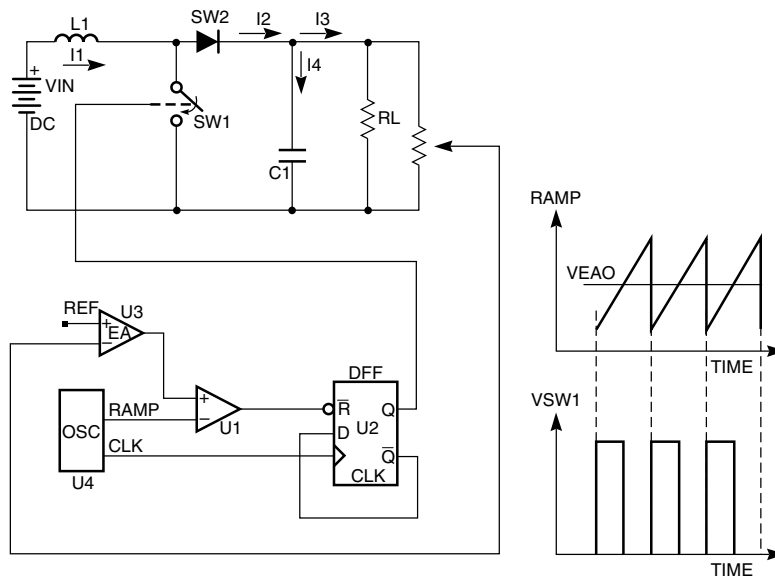 L1
SW2
I2
I3
I1
I4
+
VIN
DC
SW1
RL
C1
RAMP
VEAO
TIME
VSW1
TIME
REF
U3
+
EA
−
DFF
RAMP
+
−
U1
R
Q
D
U2
OSC
CLK
Q
CLK
U4